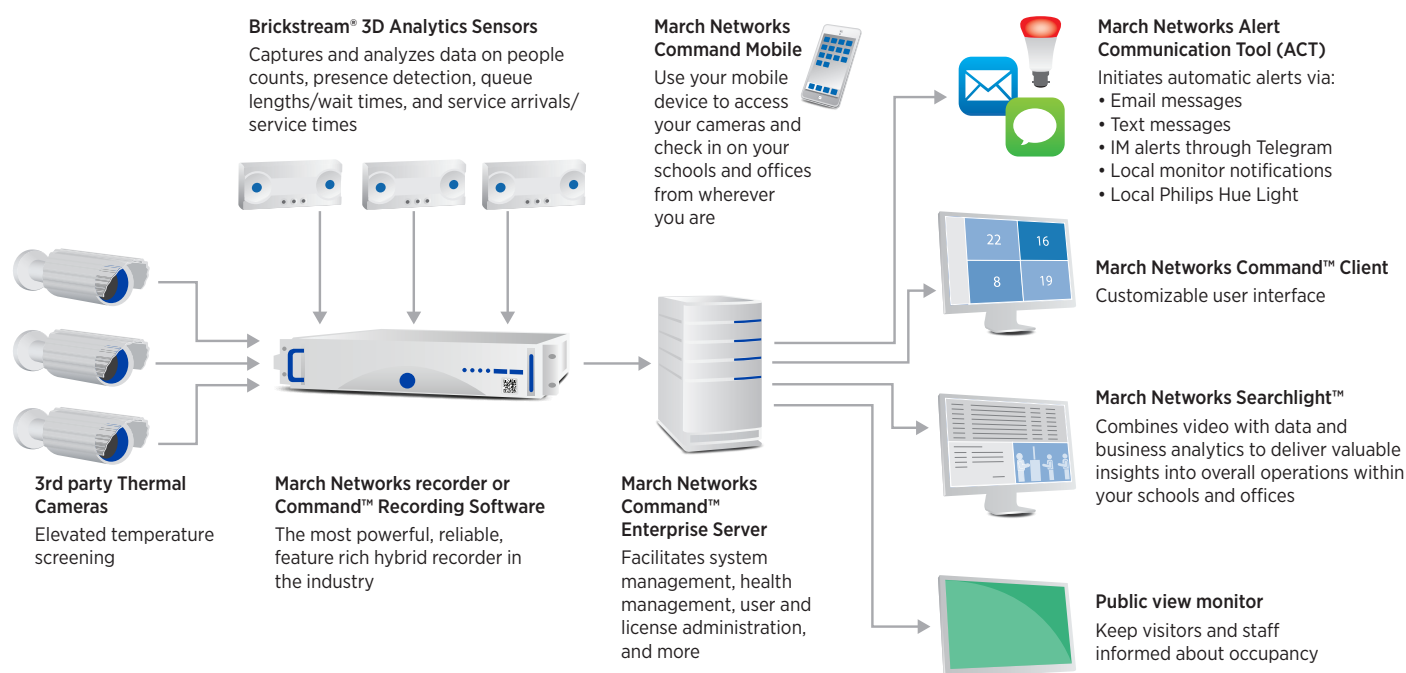 Brickstream® 3D Analytics Sensors
Captures and analyzes data on people
counts, presence detection, queue
lengths/wait times, and service arrivals/
service times
March Networks
Command Mobile
Use your mobile
device to access
your cameras and
check in on your
schools and offices
from wherever
you are
March Networks Alert
Communication Tool (ACT)
Initiates automatic alerts via:
• Email messages
• Text messages
• IM alerts through Telegram
• Local monitor notifications
• Local Philips Hue Light
22
16
8
19
March Networks Command™ Client
Customizable user interface
March Networks Searchlight™
Combines video with data and
business analytics to deliver valuable
insights into overall operations within
your schools and offices
3rd party Thermal
Cameras
Elevated temperature
screening
March Networks recorder or
Command™ Recording Software
The most powerful, reliable,
feature rich hybrid recorder in
the industry
March Networks
Command™
Enterprise Server
Facilitates system
management, health
management, user and
license administration,
and more
Public view monitor
Keep visitors and staff
informed about occupancy